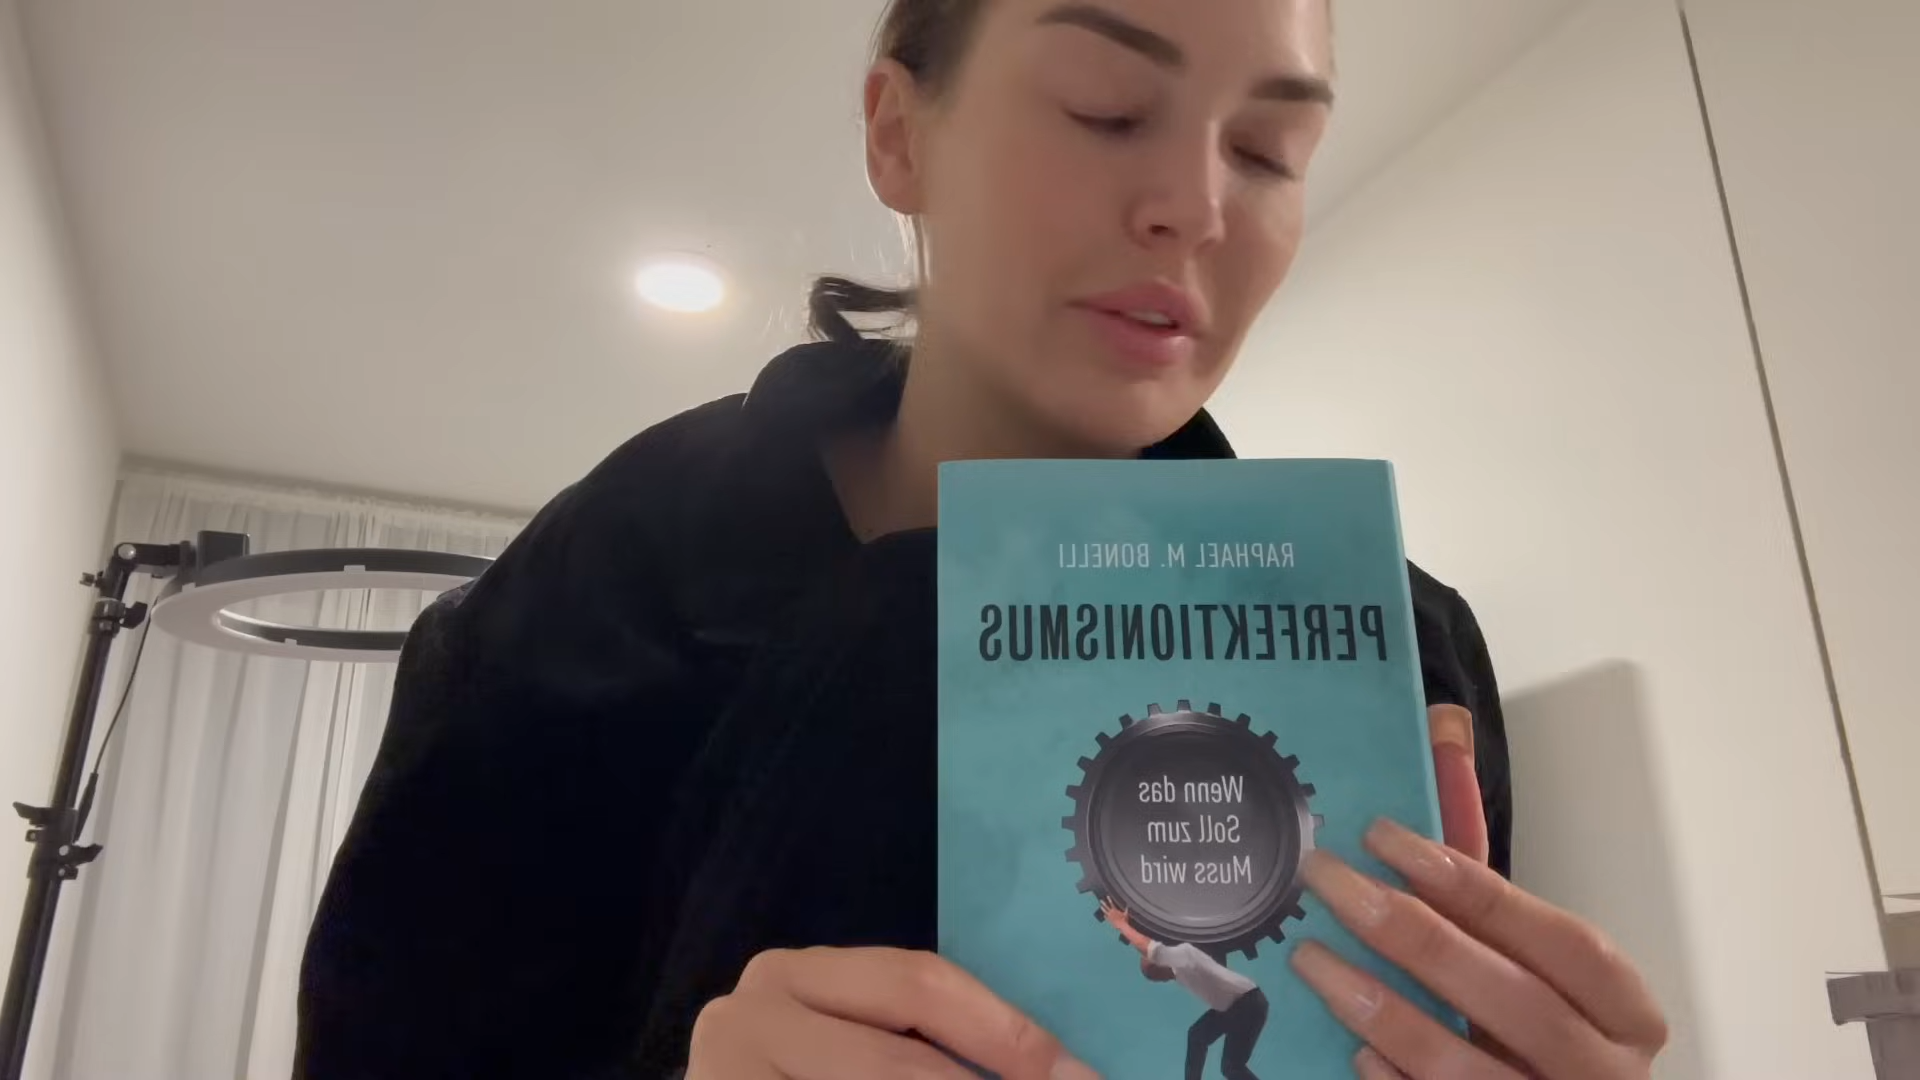 RAPHAEL M. BONELLI
PERFEKTIONISMUS
Wenn das
Soll zum
Muss wird